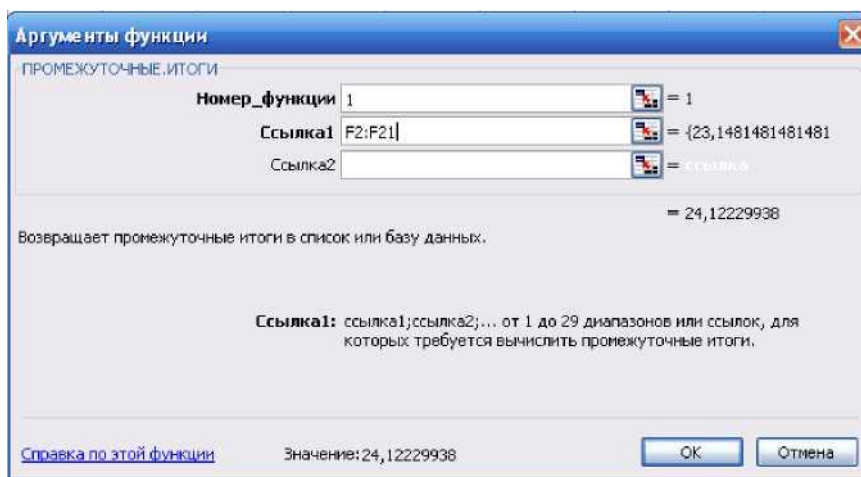 Аргументы функции
ПРОМЕЖУТОЧНЫЕ.ИТОГИ
Номер_функции 1 = 1
Ссылка1 F2:F21 = {23,1481481481481
Ссылка2 = ссылка
= 24,12229938
Возвращает промежуточные итоги в список или базу данных.
Ссылка1: ссылка1;ссылка2;... от 1 до 29 диапазонов или ссылок, для
которых требуется вычислить промежуточные итоги.
Справка по этой функции Значение:24,12229938 ОК Отмена